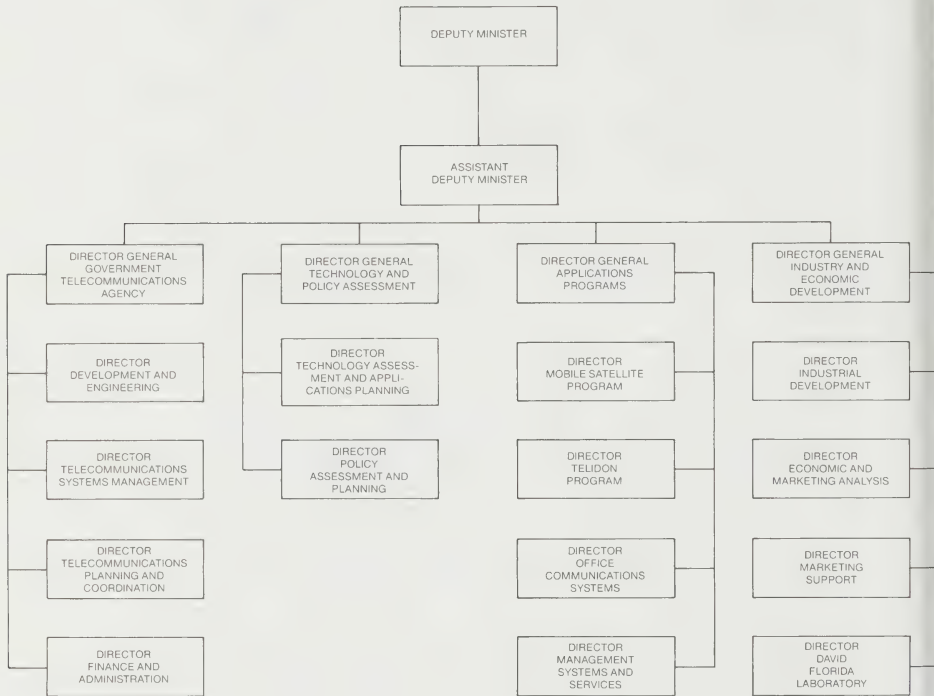 DEPUTY MINISTER
ASSISTANT
DEPUTY MINISTER
DIRECTOR GENERAL
GOVERNMENT
TELECOMMUNICATIONS
AGENCY
DIRECTOR
DEVELOPMENT AND
ENGINEERING
DIRECTOR
TELECOMMUNICATIONS
SYSTEMS MANAGEMENT
DIRECTOR
TELECOMMUNICATIONS
PLANNING AND
COORDINATION
DIRECTOR
FINANCE AND
ADMINISTRATION
DIRECTOR GENERAL
TECHNOLOGY AND
POLICY ASSESSMENT
DIRECTOR
TECHNOLOGY ASSESS-
MENT AND APPLI-
CATIONS PLANNING
DIRECTOR
POLICY
ASSESSMENT AND
PLANNING
DIRECTOR GENERAL
APPLICATIONS
PROGRAMS
DIRECTOR
MOBILE SATELLITE
PROGRAM
DIRECTOR
TELIDON
PROGRAM
DIRECTOR
OFFICE
COMMUNICATIONS
SYSTEMS
DIRECTOR
MANAGEMENT
SYSTEMS AND
SERVICES
DIRECTOR GENERAL
INDUSTRY AND
ECONOMIC
DEVELOPMENT
DIRECTOR
INDUSTRIAL
DEVELOPMENT
DIRECTOR
ECONOMIC AND
MARKETING ANALYSIS
DIRECTOR
MARKETING
SUPPORT
DIRECTOR
DAVID
FLORIDA
LABORATORY